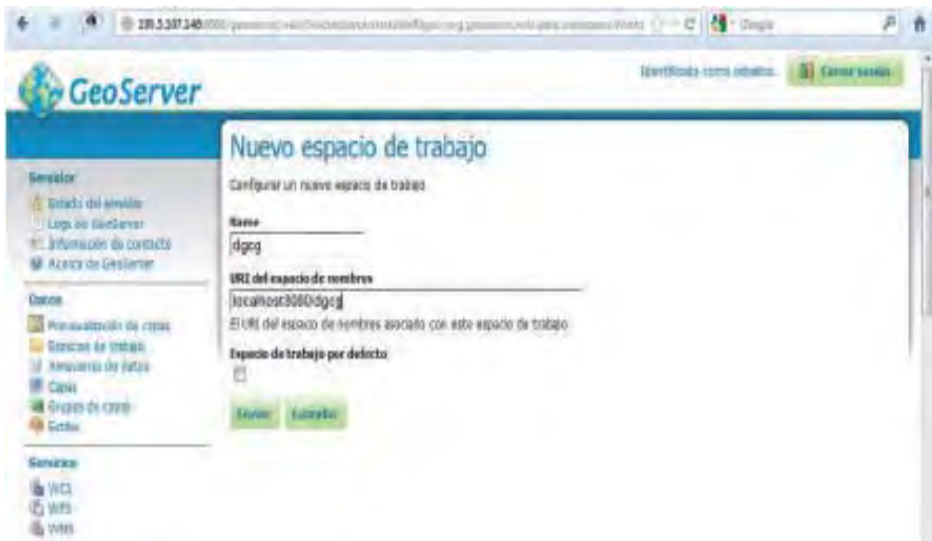 Google
Identificado como
Cerrar sesión
GeoServer
Nuevo espacio de trabajo
Configurar un nuevo espacio de trabajo
Name
dgcg
URI del espacio de nombres
localhost8080/dgcg
El URI del espacio de nombres asociado con este espacio de trabajo
Espacio de trabajo por defecto
Enviar Cancelar
Servidor
Estado del servidor
Logs de GeoServer
Información de contacto
Acerca de GeoServer
Datos
Previsualización de capas
Espacios de trabajo
Almacenes de datos
Capas
Grupos de capas
Estilos
Servicios
WCS
WFS
WMS